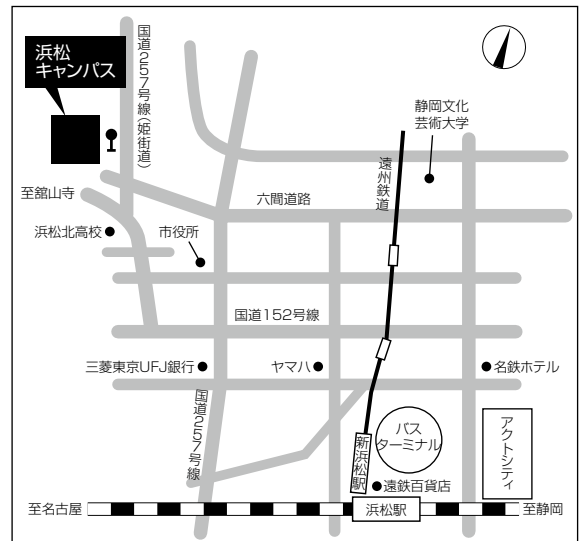 浜松
キャンパス
国道257号線(姫街道)
静岡文化
芸術大学
遠州鉄道
至舘山寺
六間道路
浜松北高校
市役所
国道152号線
三菱東京UFJ銀行
ヤマハ
名鉄ホテル
国道257号線
新浜松駅
バス
ターミナル
アクトシティ
遠鉄百貨店
至名古屋
浜松駅
至静岡